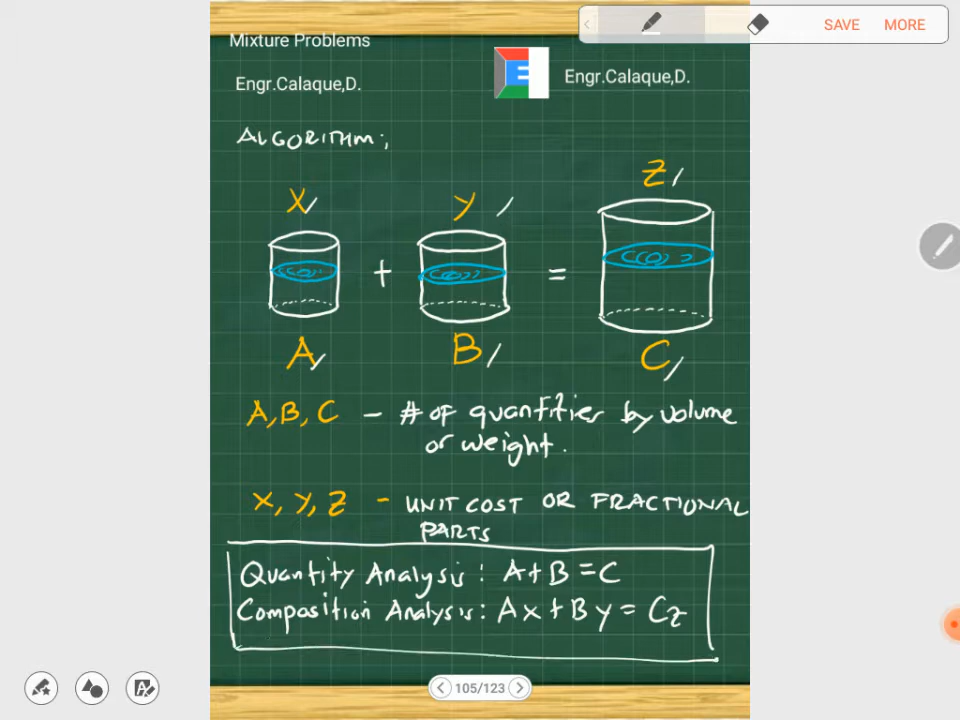 SAVE MORE
Mixture Problems
Engr.Calaque,D.
E Engr.Calaque,D.
ALGORITHM:
X Y Z
+ =
A B C
A, B, C - # of quantities by volume
or weight.
X, Y, Z - UNIT COST OR FRACTIONAL
PARTS
Quantity Analysis: A+B=C
Composition Analysis: Ax+By=Cz
105/123